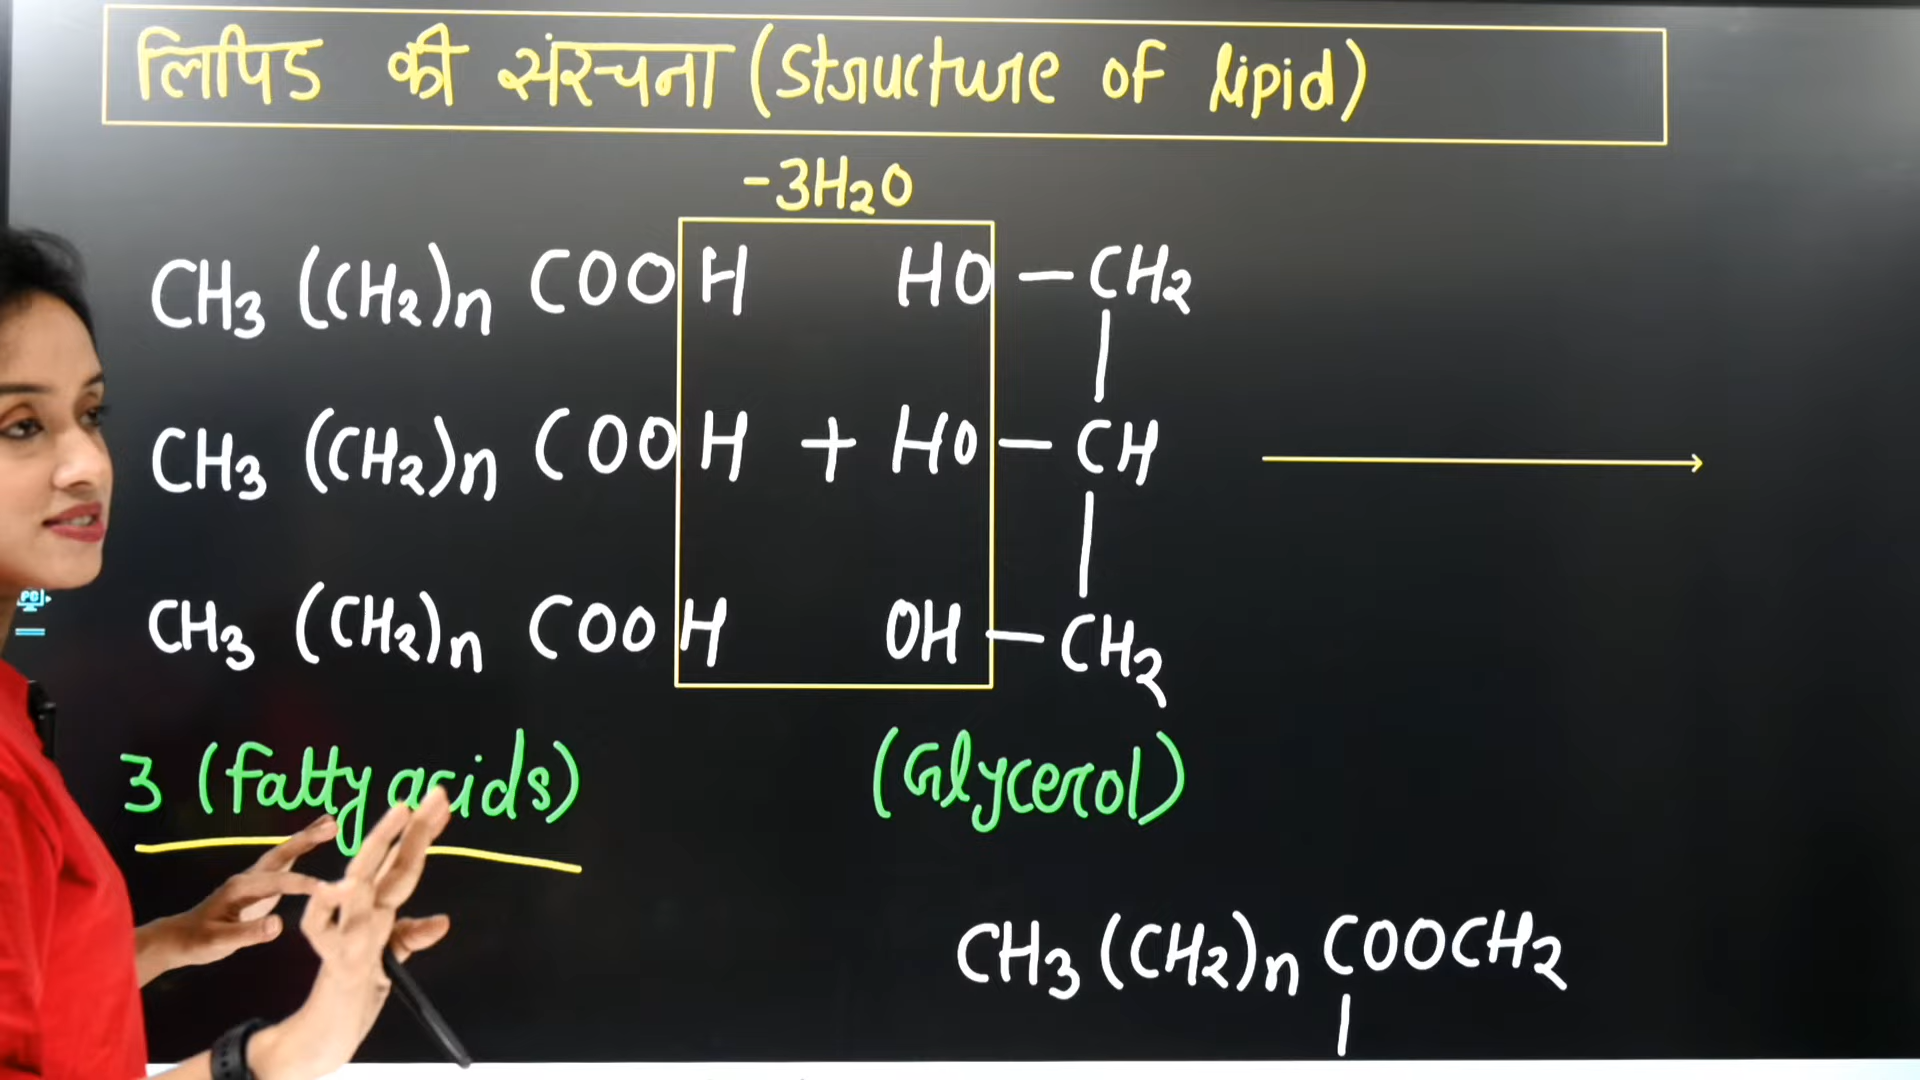 लिपिड की संरचना (Structure of lipid)
-3H2O
CH3 (CH2)n COOH HO - CH2
CH3 (CH2)n COOH + HO - CH
CH3 (CH2)n COOH OH - CH2
3 (fatty acids) (Glycerol)
CH3 (CH2)n COOCH2